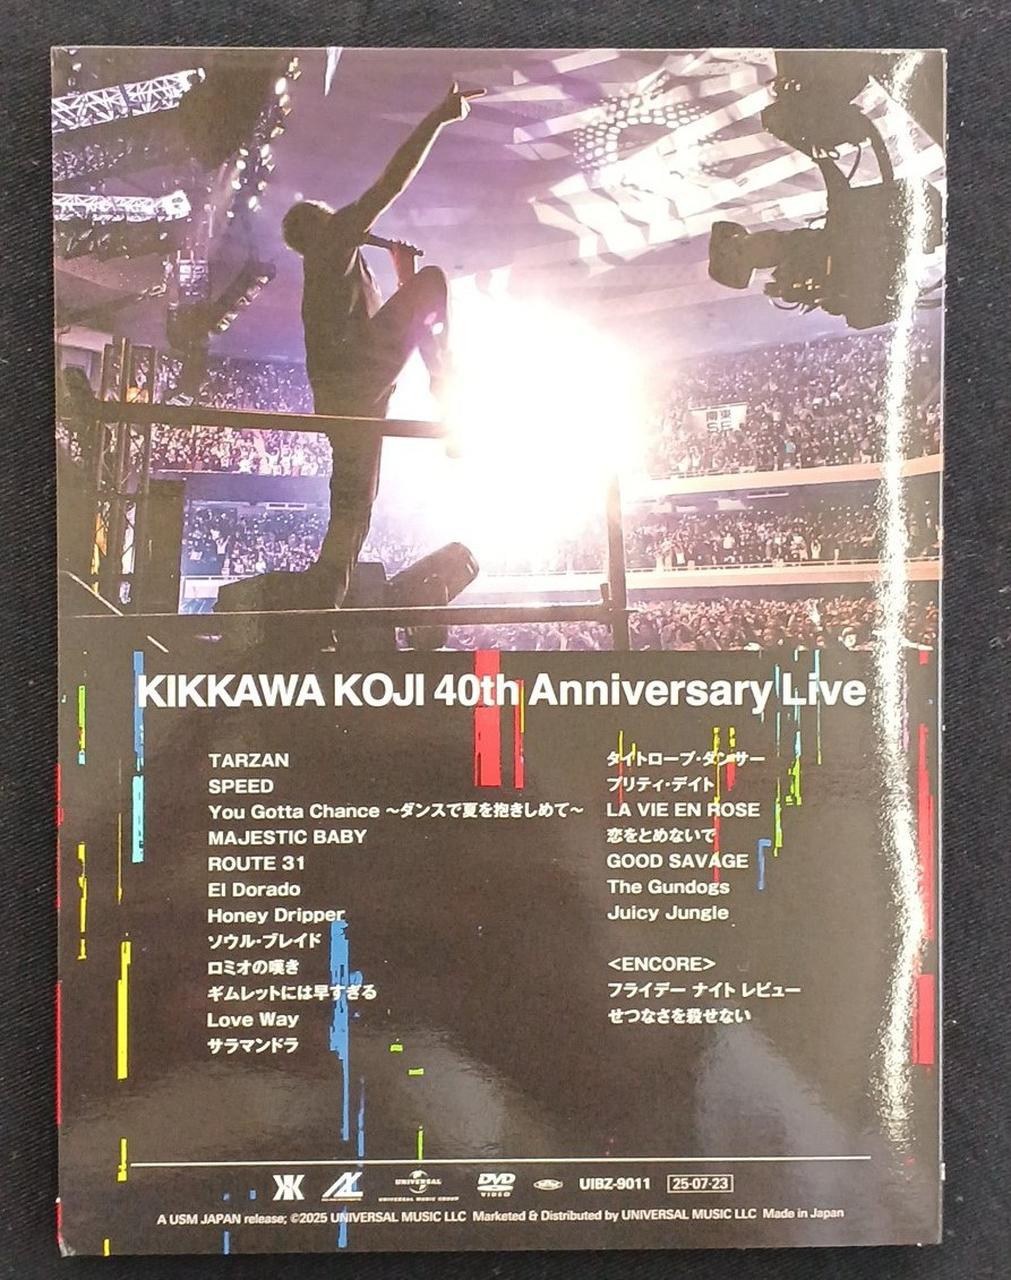 KIKKAWA KOJI 40th Anniversary Live
TARZAN
SPEED
You Gotta Chance 〜ダンスで夏を抱きしめて〜
MAJESTIC BABY
ROUTE 31
El Dorado
Honey Dripper
ソウル・ブレイド
ロミオの嘆き
ギムレットには早すぎる
Love Way
サラマンドラ
タイトロープ・ダンサー
プリティ・デイト
LA VIE EN ROSE
恋をとめないで
GOOD SAVAGE
The Gundogs
Juicy Jungle
<ENCORE>
フライデー ナイト レビュー
せつなさを殺せない
UNIVERSAL
UNIVERSAL MUSIC GROUP
DVD
VIDEO
UIBZ-9011
25-07-23
A USM JAPAN release; ©2025 UNIVERSAL MUSIC LLC Marketed & Distributed by UNIVERSAL MUSIC LLC Made in Japan